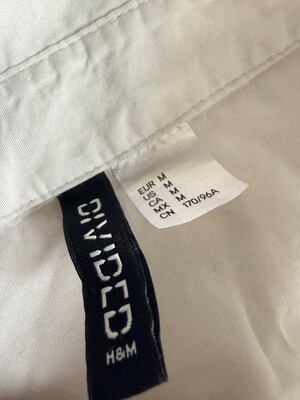 EUR M
US M
CA M
MX M
CN 170/96A
DIVIDED
H&M